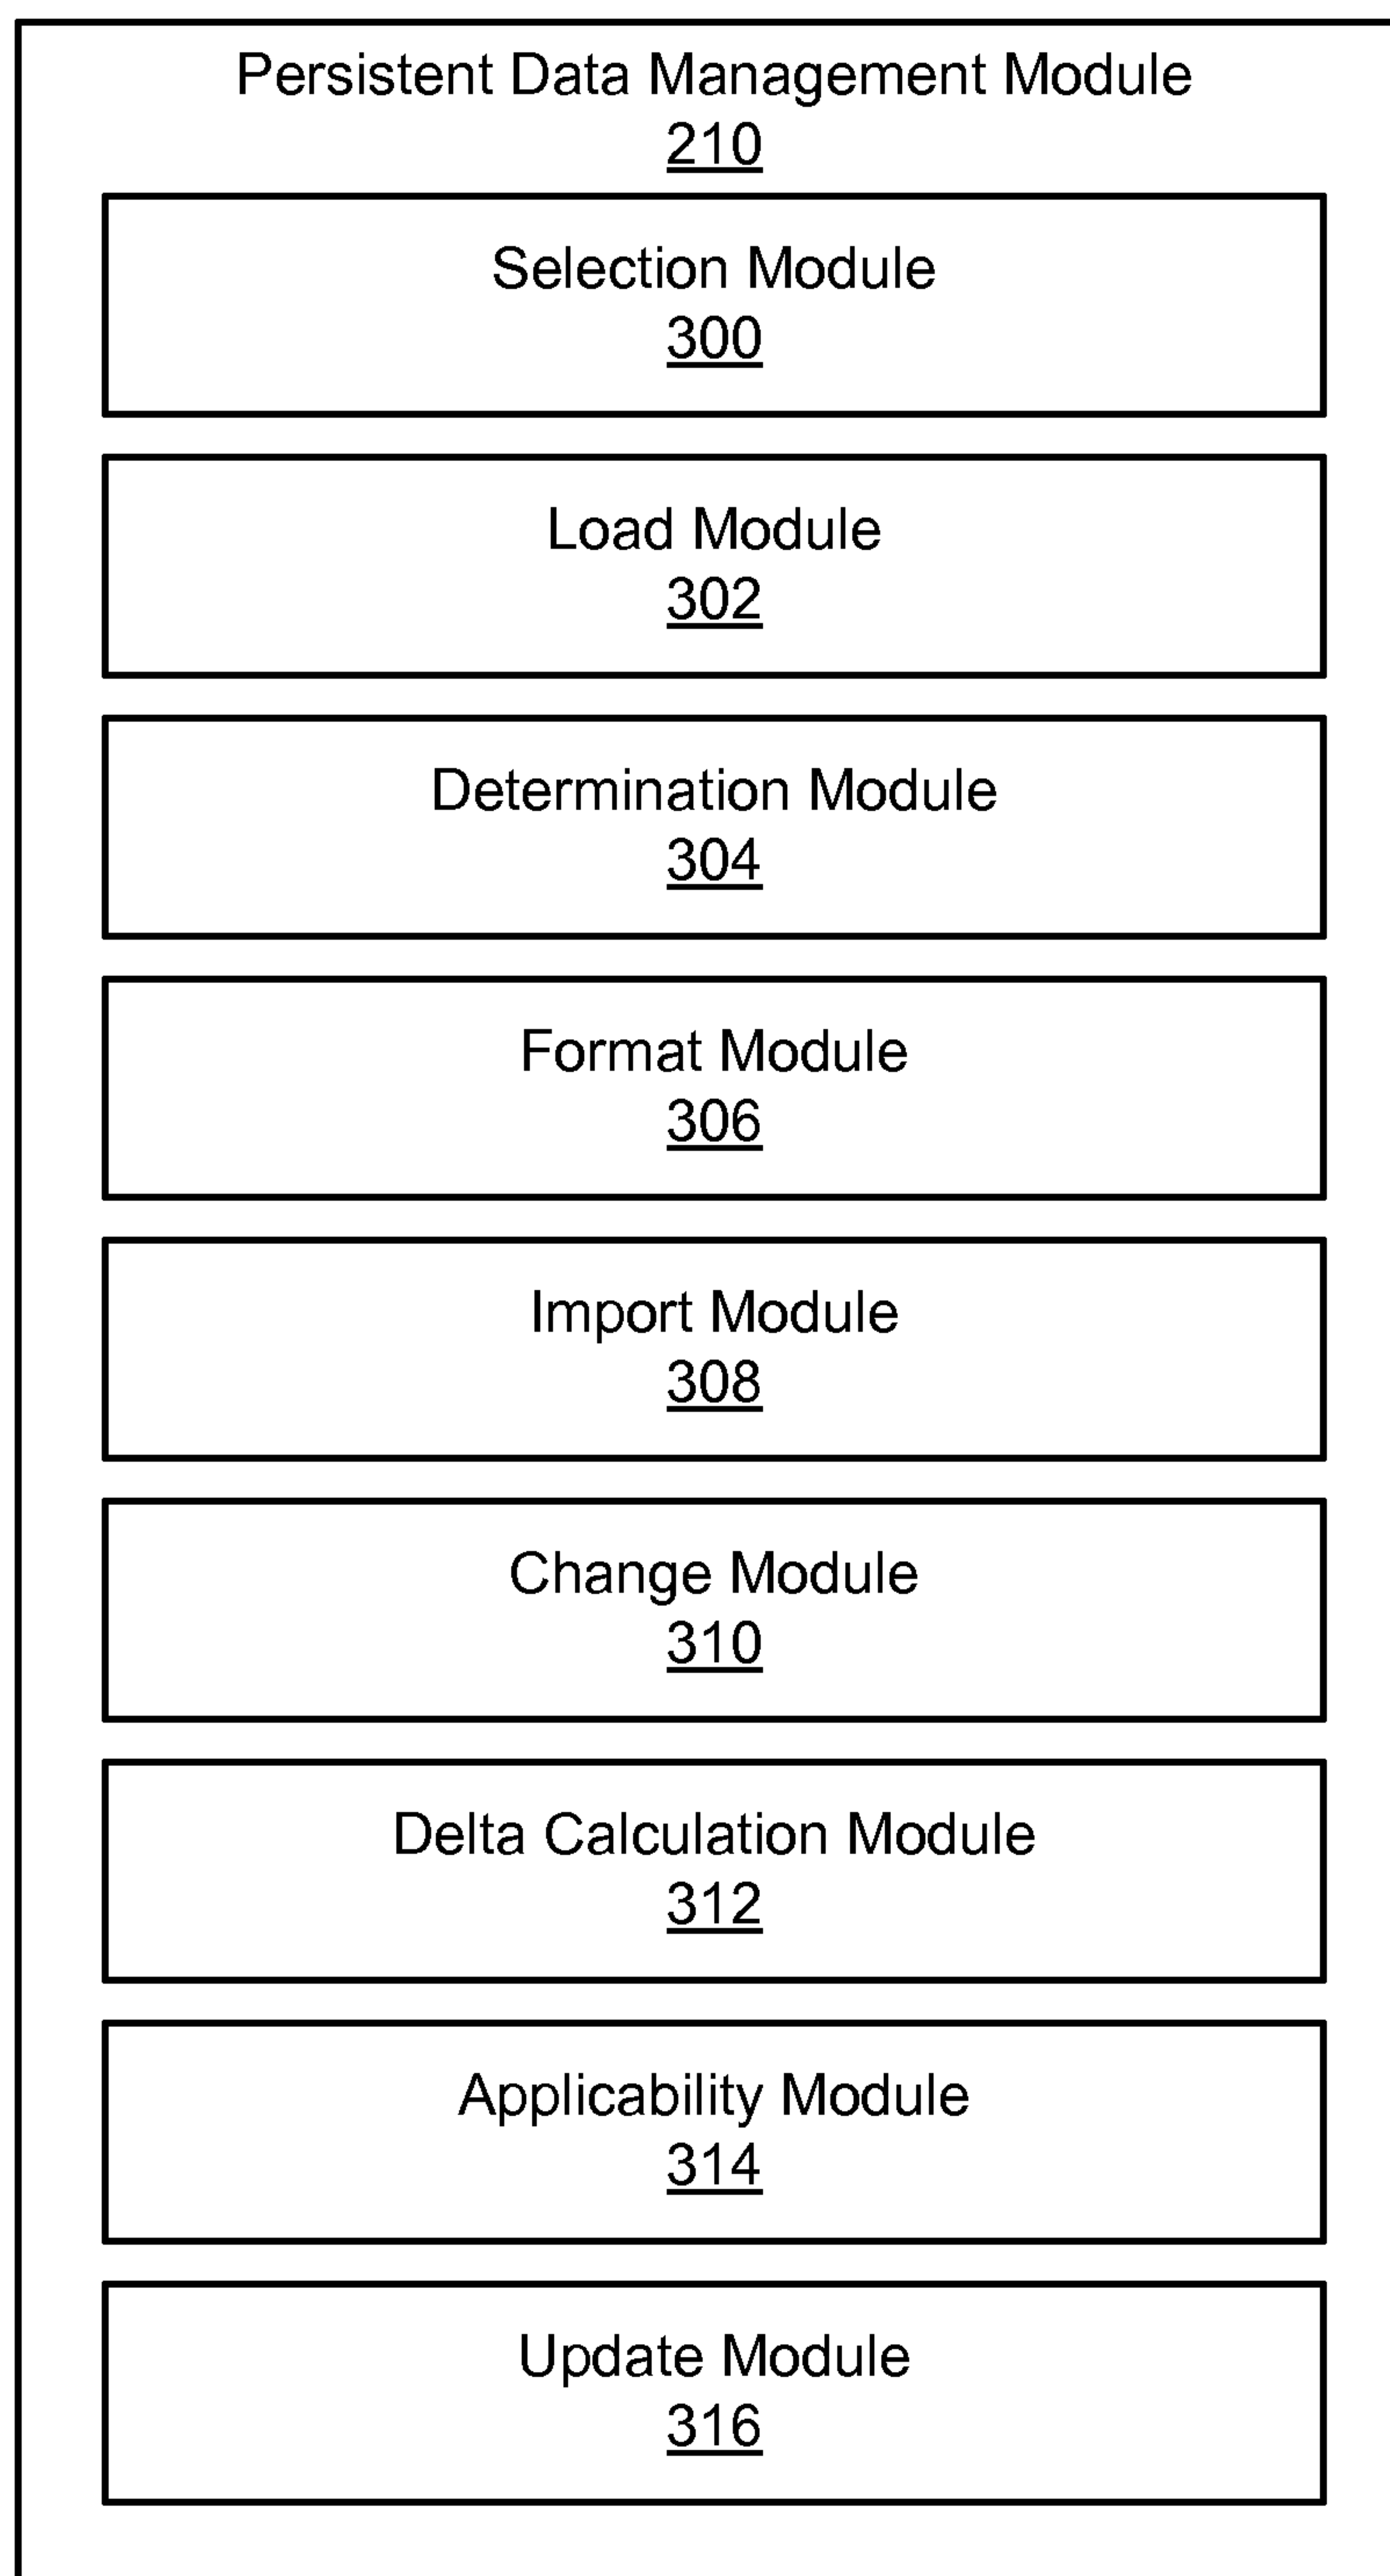 Persistent Data Management Module
210
Selection Module
300
Load Module
302
Determination Module
304
Format Module
306
Import Module
308
Change Module
310
Delta Calculation Module
312
Applicability Module
314
Update Module
316